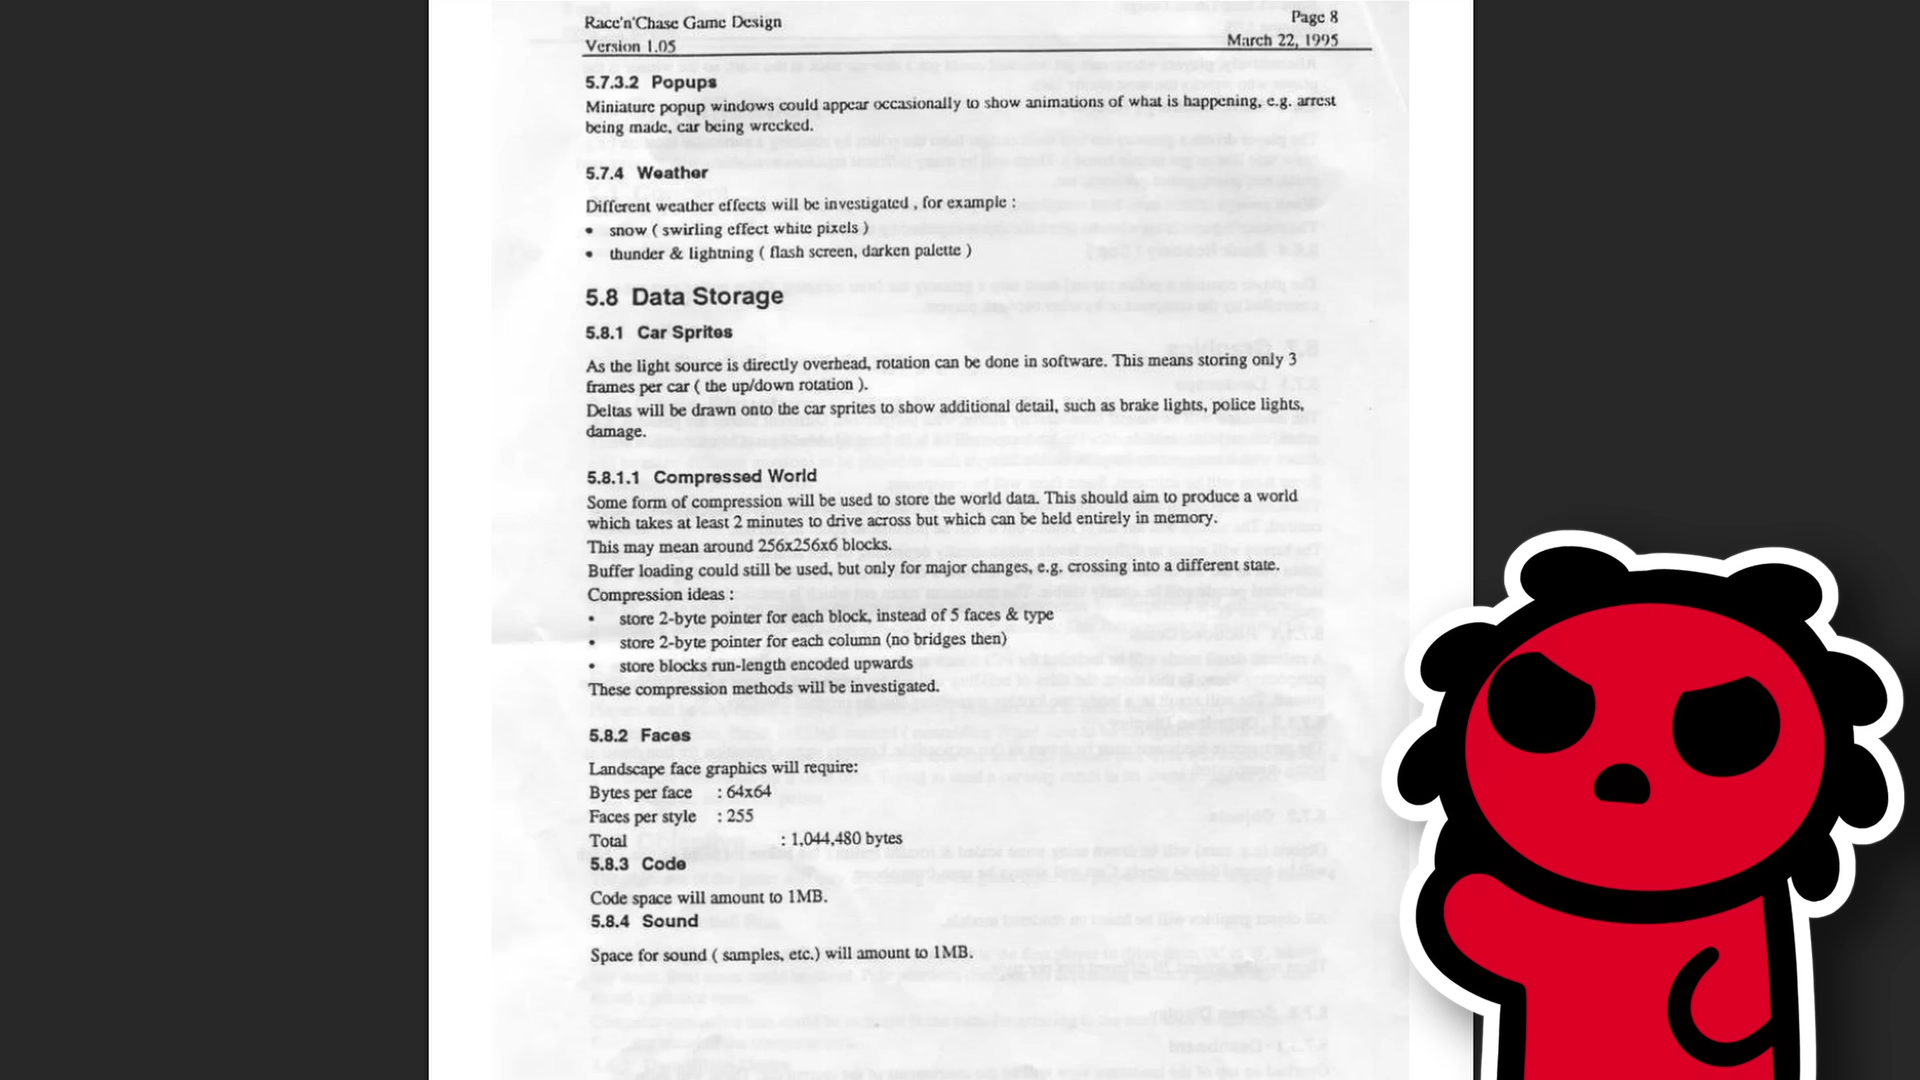 Race'n'Chase Game Design
Page 8
Version 1.05
March 22, 1995
5.7.3.2 Popups
Miniature popup windows could appear occasionally to show animations of what is happening, e.g. arrest
being made, car being wrecked.
5.7.4 Weather
Different weather effects will be investigated , for example :
• snow ( swirling effect white pixels )
• thunder & lightning ( flash screen, darken palette )
5.8 Data Storage
5.8.1 Car Sprites
As the light source is directly overhead, rotation can be done in software. This means storing only 3
frames per car ( the up/down rotation ).
Deltas will be drawn onto the car sprites to show additional detail, such as brake lights, police lights,
damage.
5.8.1.1 Compressed World
Some form of compression will be used to store the world data. This should aim to produce a world
which takes at least 2 minutes to drive across but which can be held entirely in memory.
This may mean around 256x256x6 blocks.
Buffer loading could still be used, but only for major changes, e.g. crossing into a different state.
Compression ideas :
• store 2-byte pointer for each block, instead of 5 faces & type
• store 2-byte pointer for each column (no bridges then)
• store blocks run-length encoded upwards
These compression methods will be investigated.
5.8.2 Faces
Landscape face graphics will require:
Bytes per face : 64x64
Faces per style : 255
Total : 1,044,480 bytes
5.8.3 Code
Code space will amount to 1MB.
5.8.4 Sound
Space for sound ( samples, etc.) will amount to 1MB.